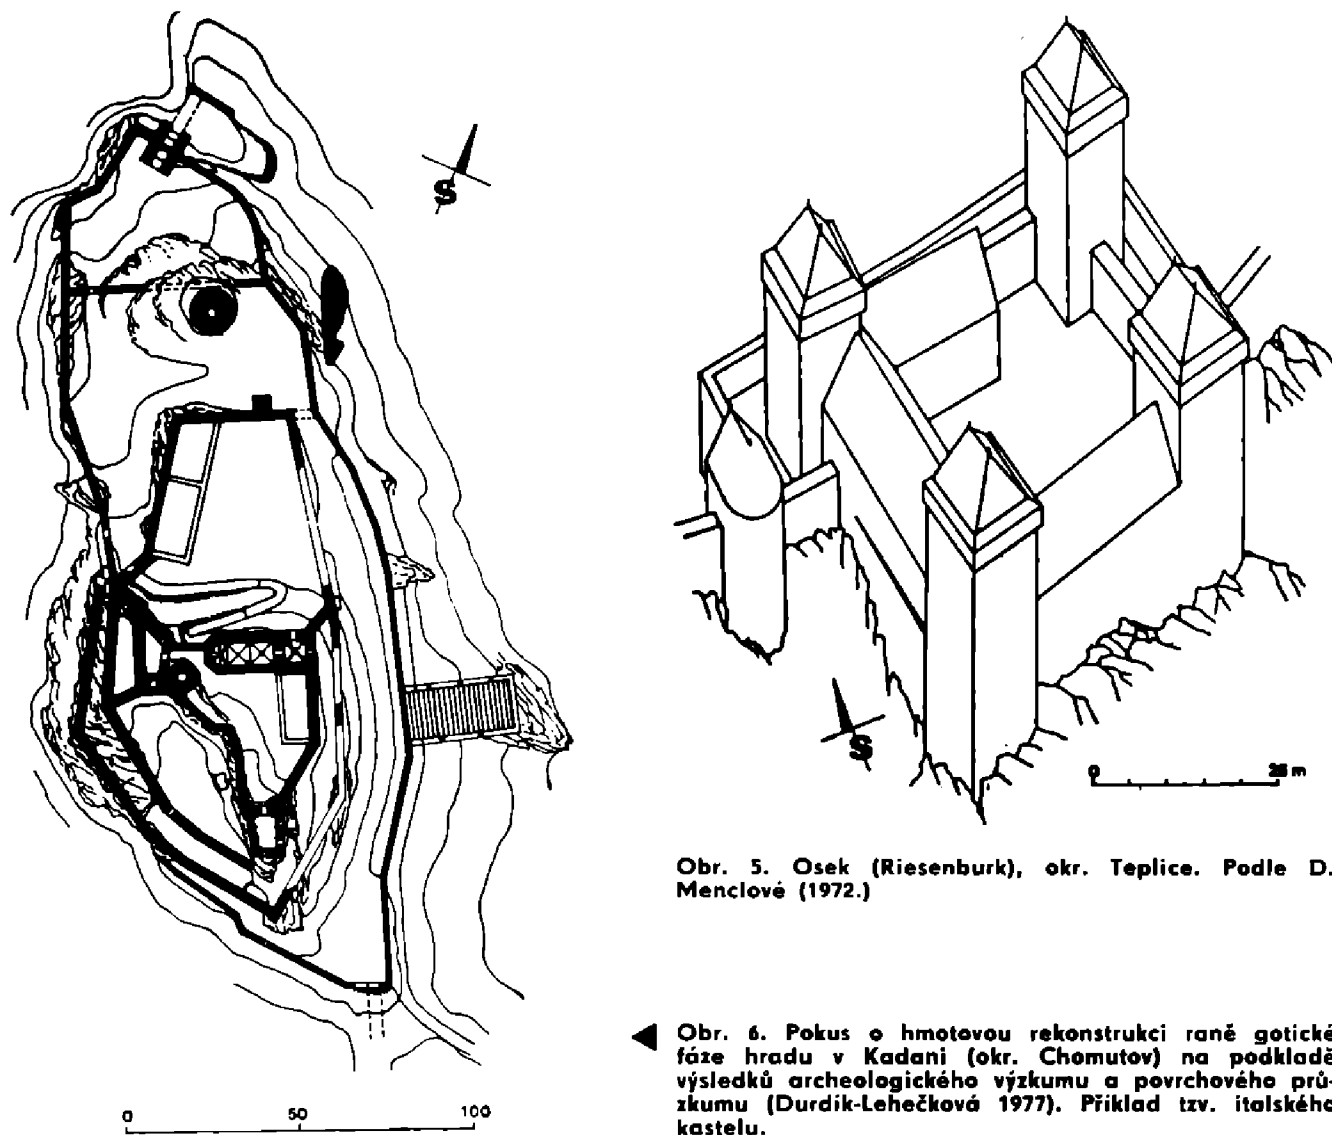 S
S
0 25 m
Obr. 5. Osek (Riesenburk), okr. Teplice. Podle D.
Menclové (1972.)
Obr. 6. Pokus o hmotovou rekonstrukci raně gotické
fáze hradu v Kadani (okr. Chomutov) na podkladě
výsledků archeologického výzkumu a povrchového prů-
zkumu (Durdík-Lehečková 1977). Příklad tzv. italského
kastelu.
0 50 100